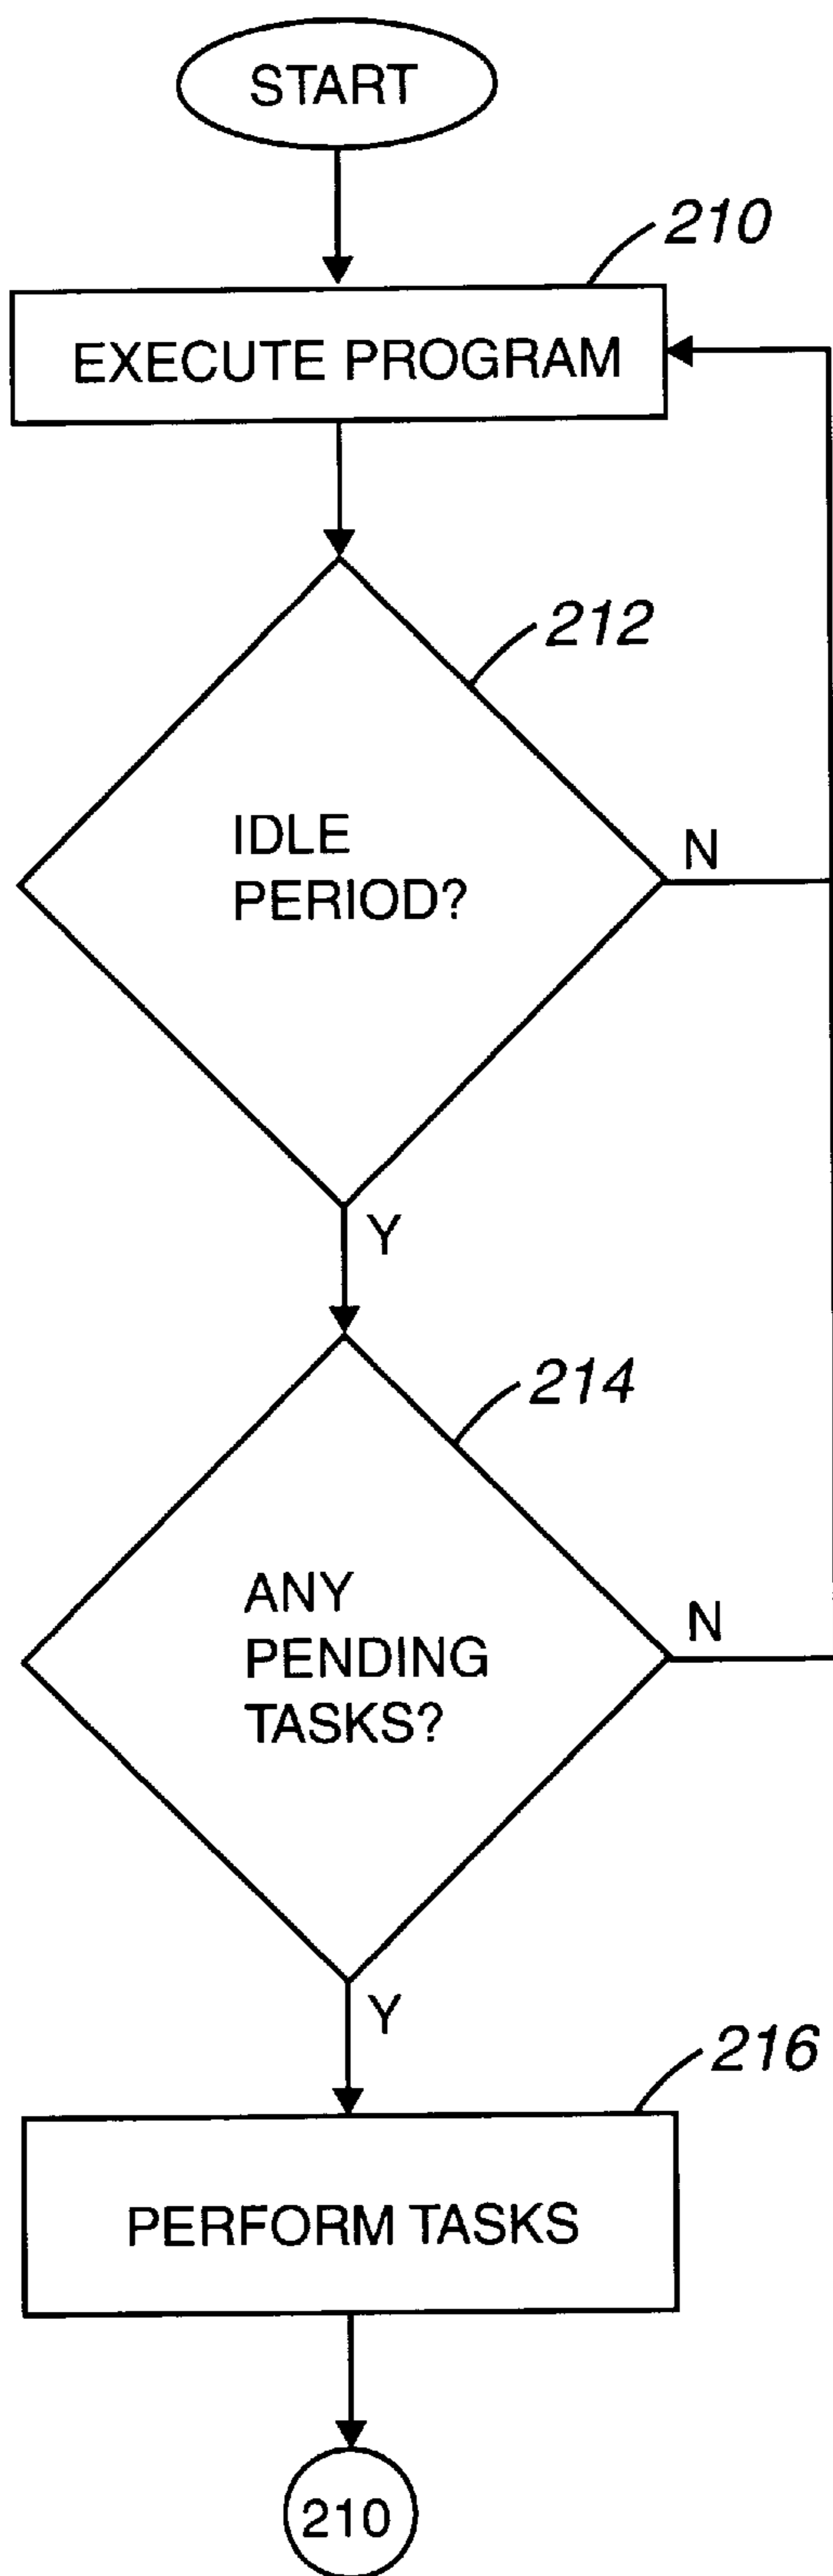 START
210
EXECUTE PROGRAM
212
IDLE
PERIOD?
N
Y
214
ANY
PENDING
TASKS?
N
Y
216
PERFORM TASKS
210